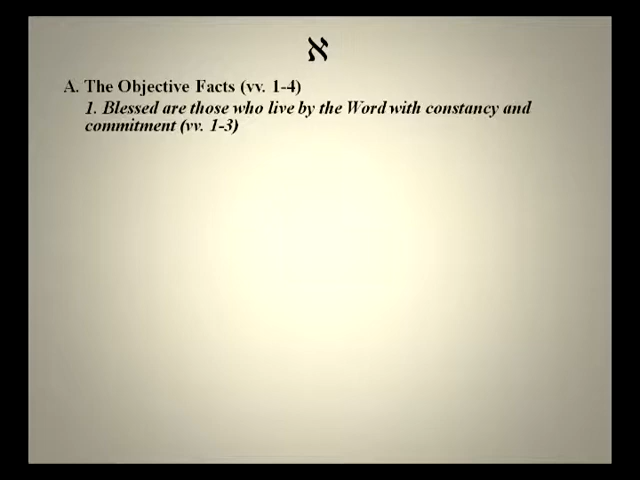 א
A. The Objective Facts (vv. 1-4)
1. Blessed are those who live by the Word with constancy and
commitment (vv. 1-3)